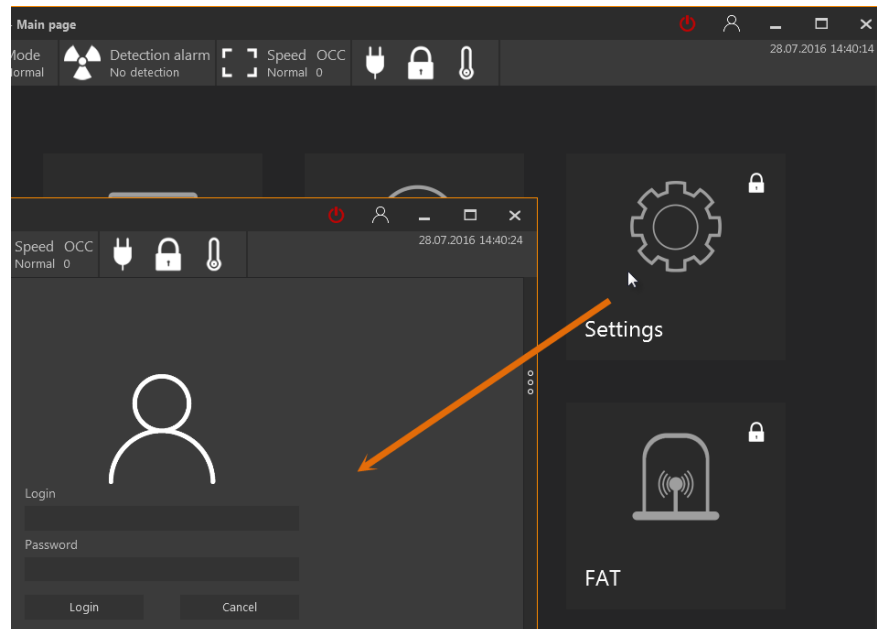 Main page
Mode
Normal
Detection alarm
No detection
Speed OCC
Normal 0
28.07.2016 14:40:14
Settings
FAT
Speed OCC
Normal 0
28.07.2016 14:40:24
Login
Password
Login
Cancel